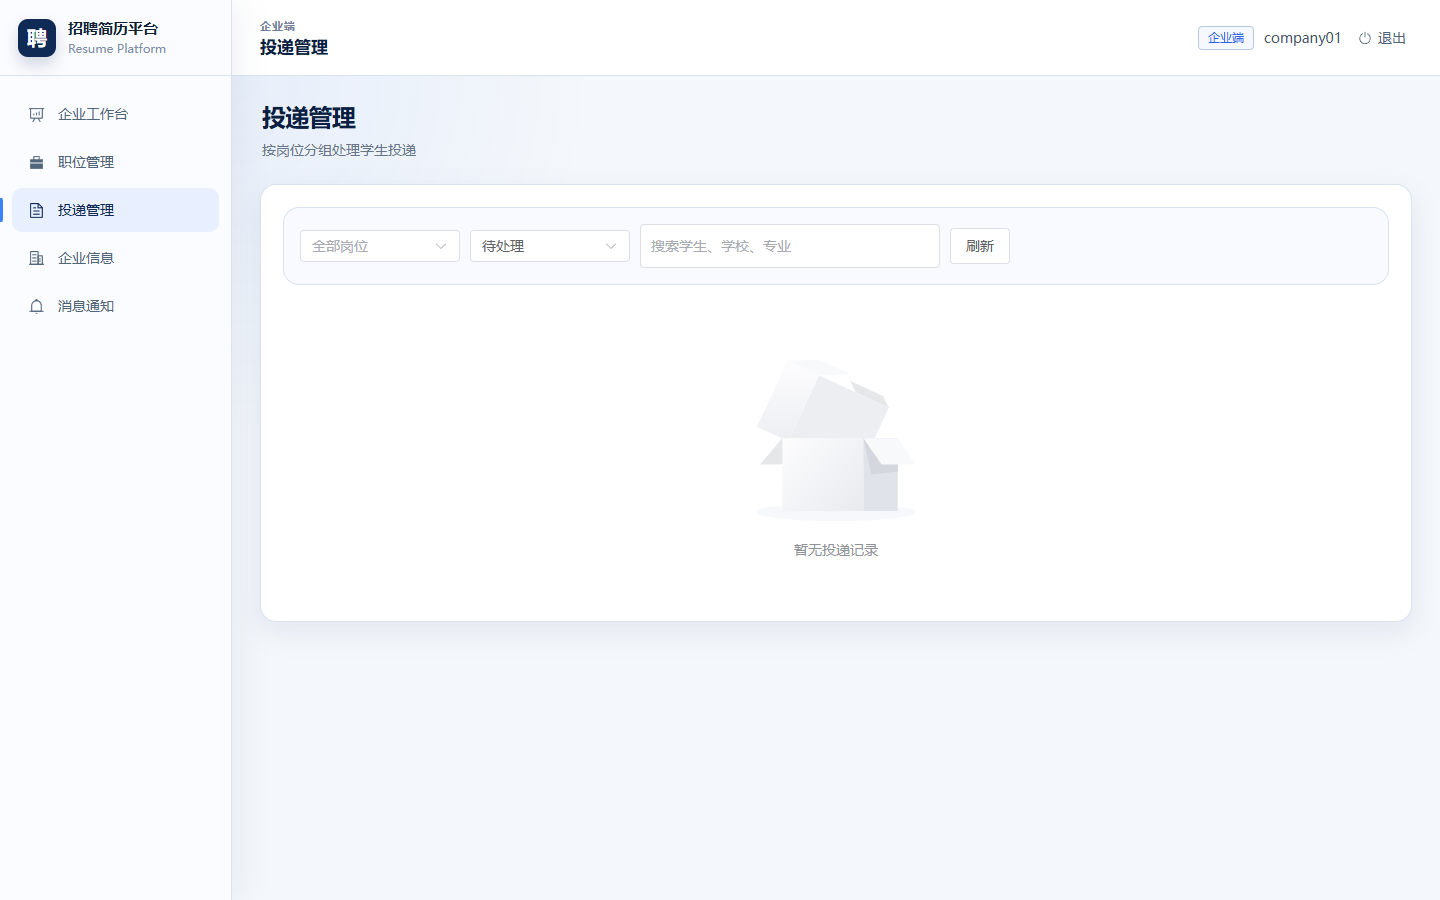 聘
招聘简历平台
Resume Platform
企业工作台
职位管理
投递管理
企业信息
消息通知
企业端
投递管理
企业端
company01
退出
投递管理
按岗位分组处理学生投递
全部岗位
待处理
搜索学生、学校、专业
刷新
暂无投递记录